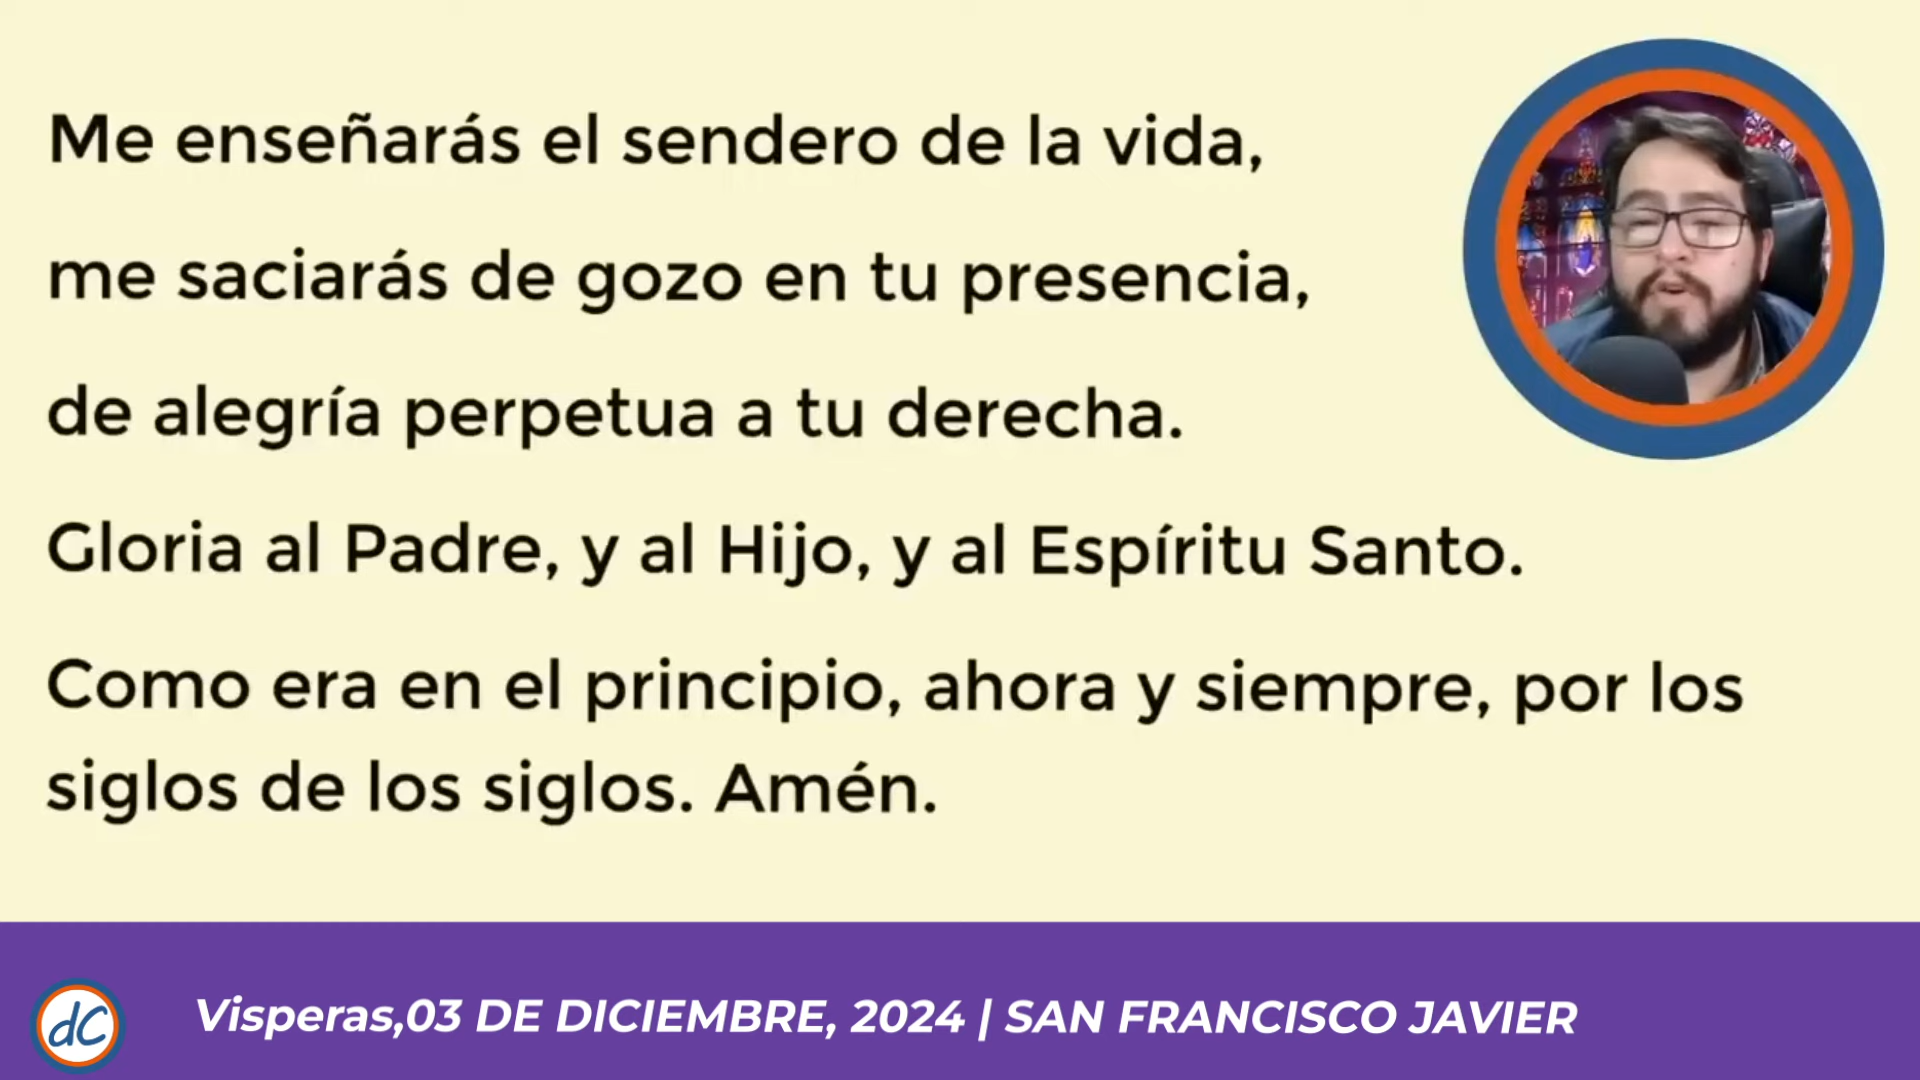 Me enseñarás el sendero de la vida,
me saciarás de gozo en tu presencia,
de alegría perpetua a tu derecha.
Gloria al Padre, y al Hijo, y al Espíritu Santo.
Como era en el principio, ahora y siempre, por los
siglos de los siglos. Amén.
dC
Visperas,03 DE DICIEMBRE, 2024 | SAN FRANCISCO JAVIER